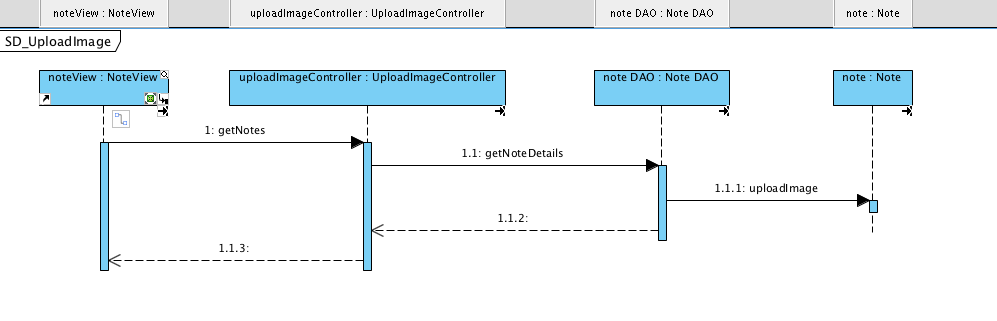 noteView : NoteView
uploadImageController : UploadImageController
note DAO : Note DAO
note : Note
SD_UploadImage
noteView : NoteView
uploadImageController : UploadImageController
note DAO : Note DAO
note : Note
1: getNotes
1.1: getNoteDetails
1.1.1: uploadImage
1.1.2:
1.1.3: